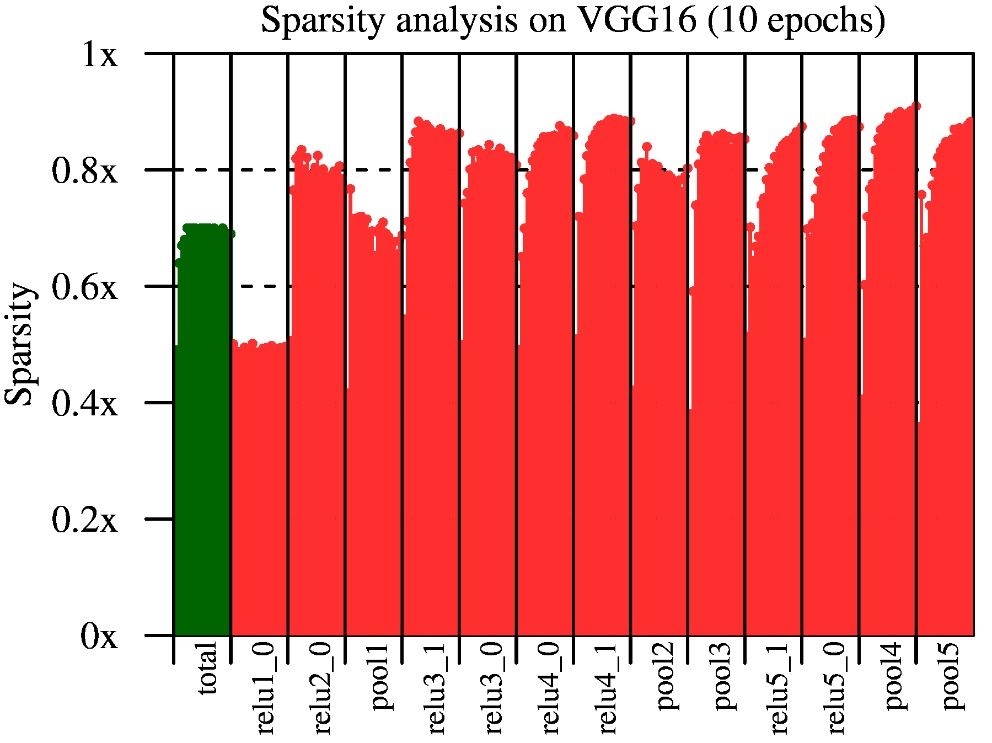 Sparsity analysis on VGG16 (10 epochs)
1x
0.8x
0.6x
0.4x
0.2x
0x
Sparsity
total
relu1_0
relu2_0
pool1
relu3_1
relu3_0
relu4_0
relu4_1
pool2
pool3
relu5_1
relu5_0
pool4
pool5